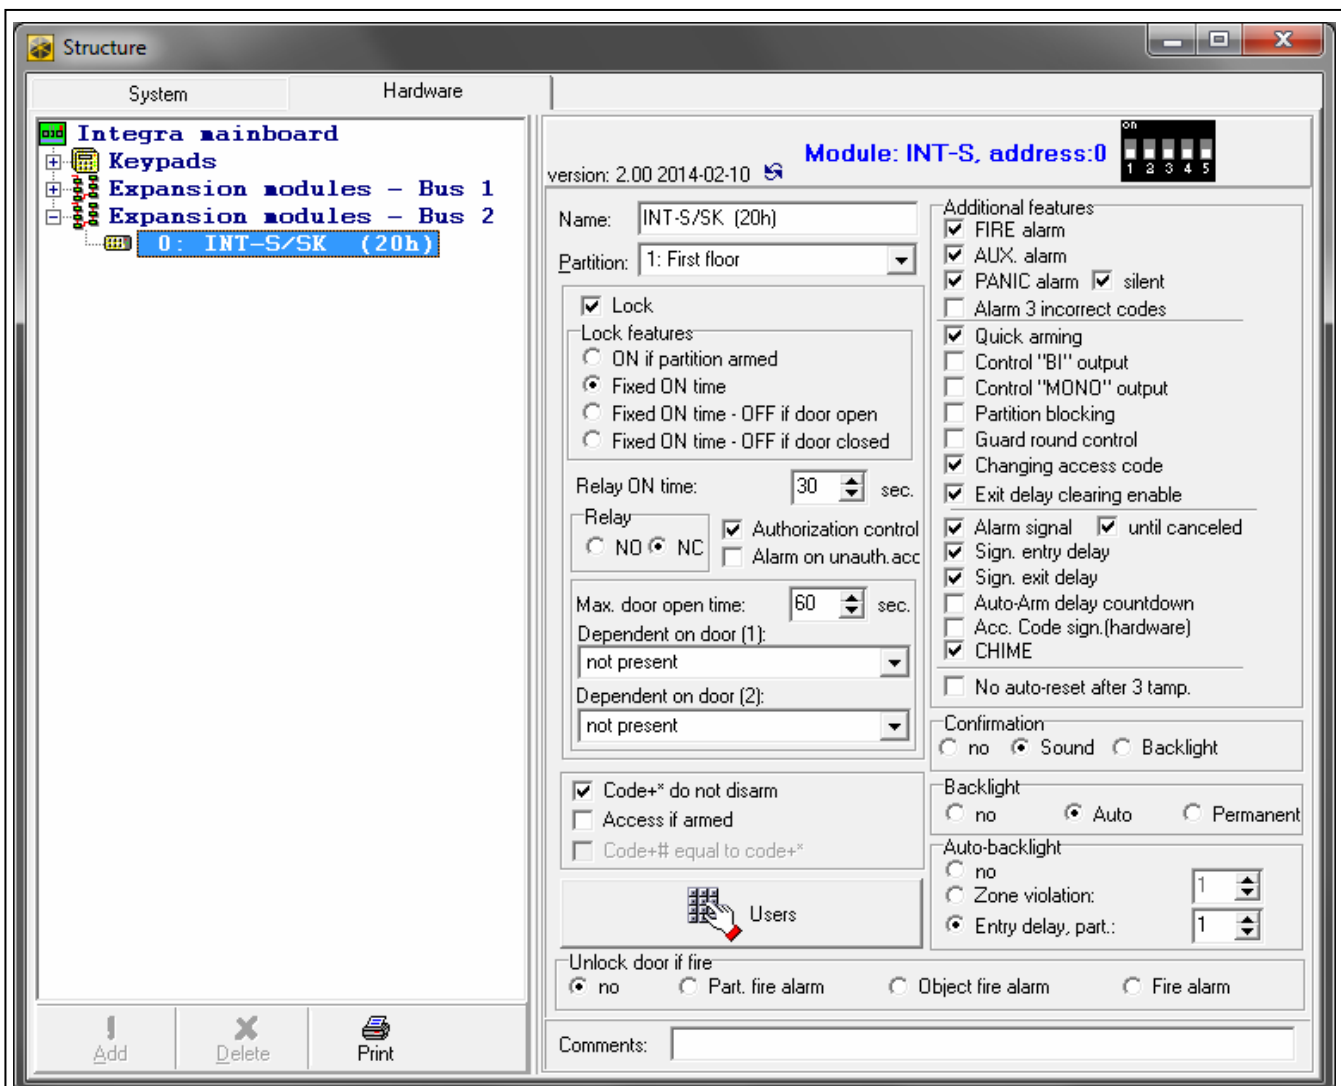 Structure
System
Hardware
Integra mainboard
Keypads
Expansion modules – Bus 1
Expansion modules – Bus 2
0: INT-S/SK (20h)
Add
Delete
Print
version: 2.00 2014-02-10
Module: INT-S, address:0
on
1 2 3 4 5
Name: INT-S/SK (20h)
Partition: 1: First floor
Lock
Lock features
ON if partition armed
Fixed ON time
Fixed ON time - OFF if door open
Fixed ON time - OFF if door closed
Relay ON time: 30 sec.
Relay
NO NC
Authorization control
Alarm on unauth.acc
Max. door open time: 60 sec.
Dependent on door (1):
not present
Dependent on door (2):
not present
Code+* do not disarm
Access if armed
Code+# equal to code+*
Users
Additional features
FIRE alarm
AUX. alarm
PANIC alarm silent
Alarm 3 incorrect codes
Quick arming
Control "BI" output
Control "MONO" output
Partition blocking
Guard round control
Changing access code
Exit delay clearing enable
Alarm signal until canceled
Sign. entry delay
Sign. exit delay
Auto-Arm delay countdown
Acc. Code sign.(hardware)
CHIME
No auto-reset after 3 tamp.
Confirmation
no Sound Backlight
Backlight
no Auto Permanent
Auto-backlight
no
Zone violation: 1
Entry delay, part.: 1
Unlock door if fire
no Part. fire alarm Object fire alarm Fire alarm
Comments: